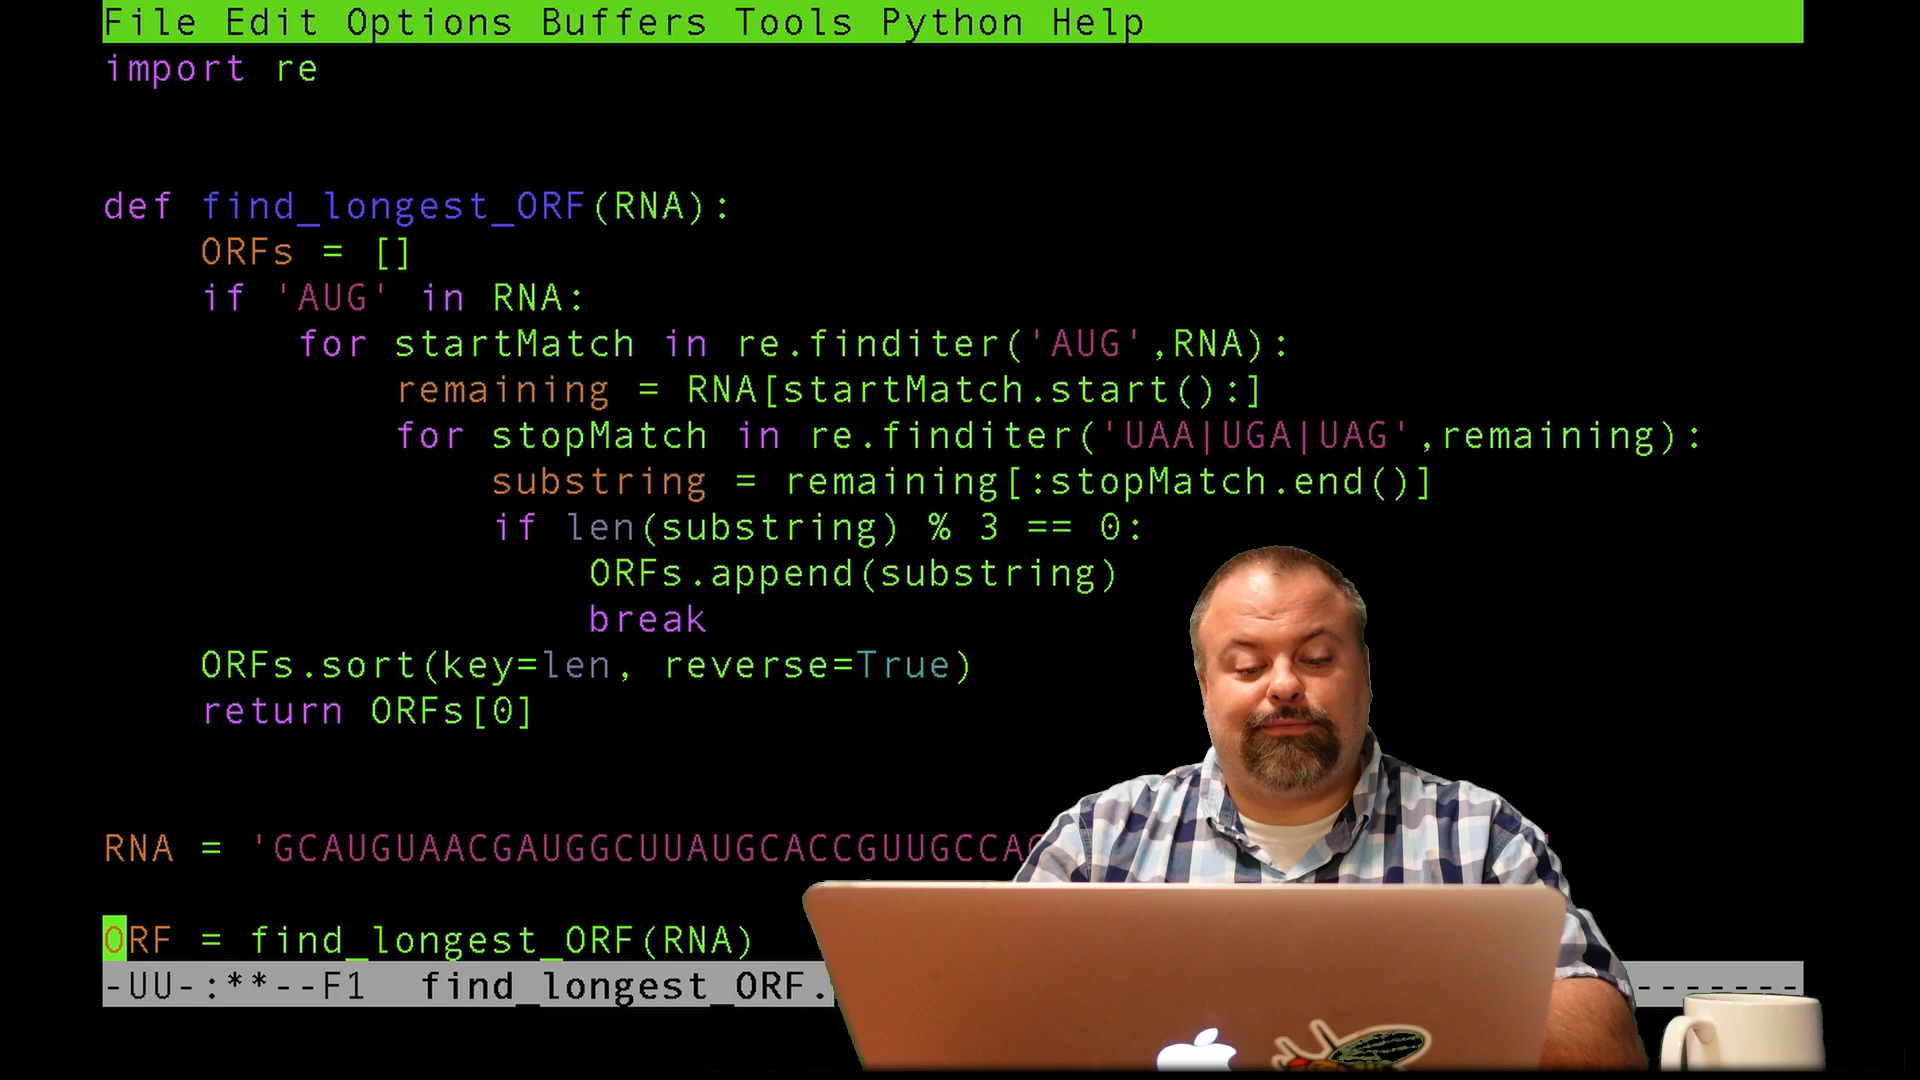 File Edit Options Buffers Tools Python Help
import re
def find_longest_ORF(RNA):
ORFs = []
if 'AUG' in RNA:
for startMatch in re.finditer('AUG',RNA):
remaining = RNA[startMatch.start():]
for stopMatch in re.finditer('UAA|UGA|UAG',remaining):
substring = remaining[:stopMatch.end()]
if len(substring) % 3 == 0:
ORFs.append(substring)
break
ORFs.sort(key=len, reverse=True)
return ORFs[0]
RNA = 'GCAUGUAACGAUGGCUUAUGCACCGUUGCCA
ORF = find_longest_ORF(RNA)
-UU-:**--F1 find_longest_ORF. -------